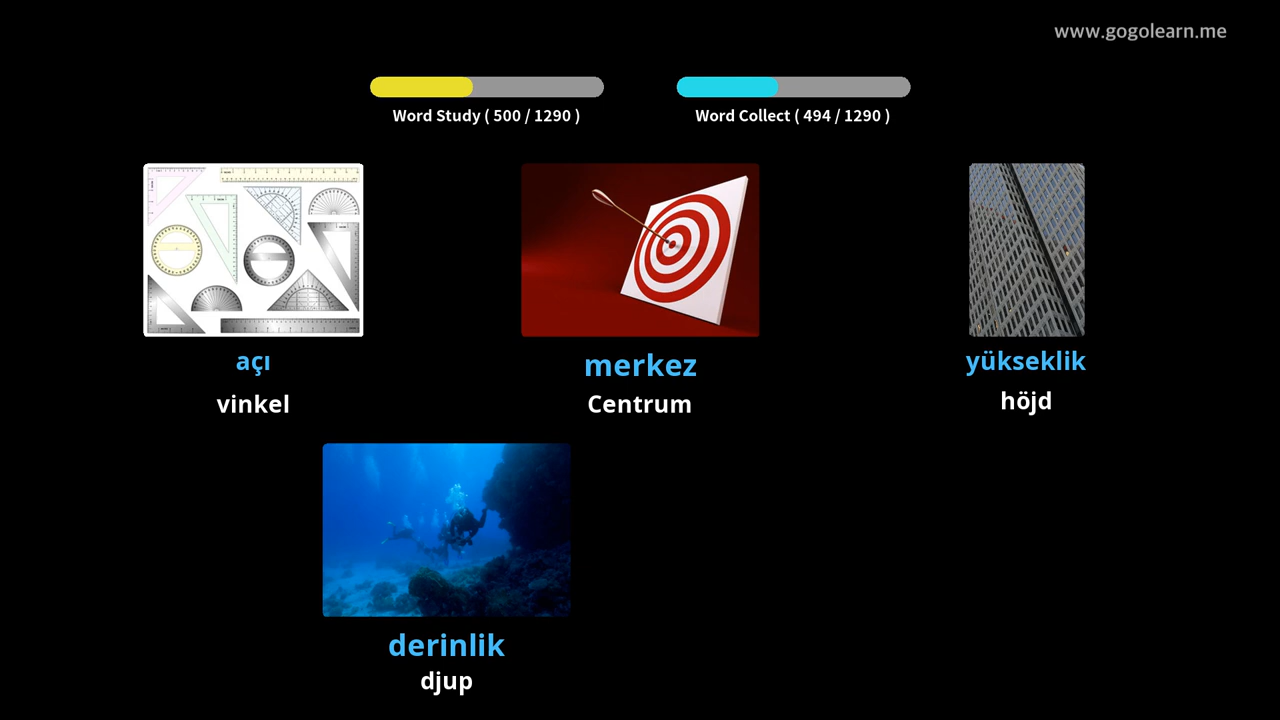 www.gogolearn.me
Word Study ( 500 / 1290 )
Word Collect ( 494 / 1290 )
açı
merkez
yükseklik
vinkel
Centrum
höjd
derinlik
djup